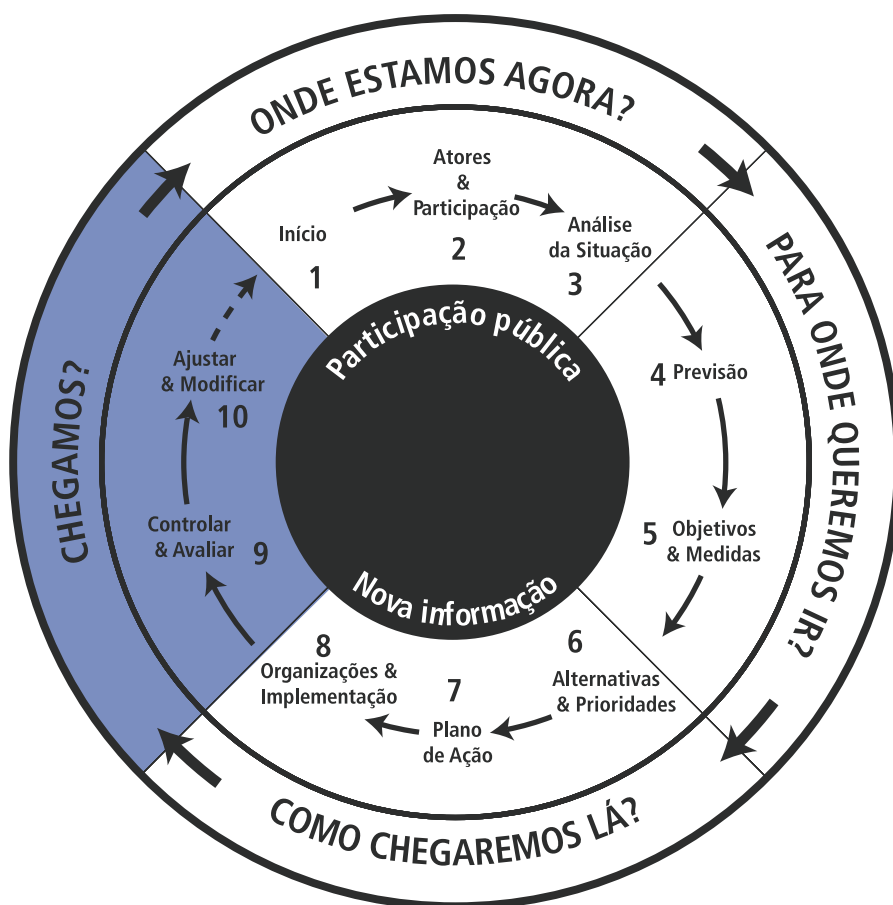 ONDE ESTAMOS AGORA?
Início
1
Atores
&
Participação
2
Análise
da Situação
3
PARA ONDE QUEREMOS IR?
4 Previsão
5 Objetivos
& Medidas
COMO CHEGAREMOS LÁ?
6
Alternativas
& Prioridades
7
Plano
de Ação
8
Organizações &
Implementação
CHEGAMOS?
Controlar
& Avaliar 9
Ajustar
& Modificar
10
Participação pública
Nova informação